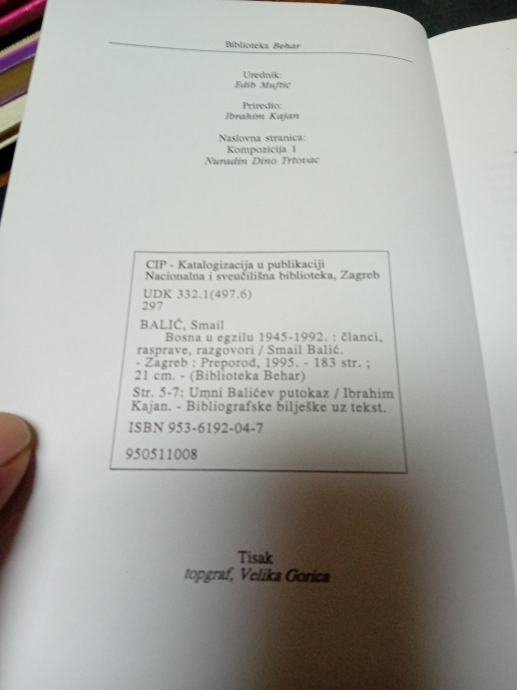 Biblioteka Behar
Urednik:
Edib Muftić
Priredio:
Ibrahim Kajan
Naslovna stranica:
Kompozicija 1
Nuradin Dino Trtovac
CIP - Katalogizacija u publikaciji
Nacionalna i sveučilišna biblioteka, Zagreb
UDK 332.1(497.6)
297
BALIĆ, Smail
Bosna u egzilu 1945-1992. : članci,
rasprave, razgovori / Smail Balić.
- Zagreb : Preporod, 1995. - 183 str. ;
21 cm. - (Biblioteka Behar)
Str. 5-7: Umni Balićev putokaz / Ibrahim
Kajan. - Bibliografske bilješke uz tekst.
ISBN 953-6192-04-7
950511008
Tisak
topgraf, Velika Gorica